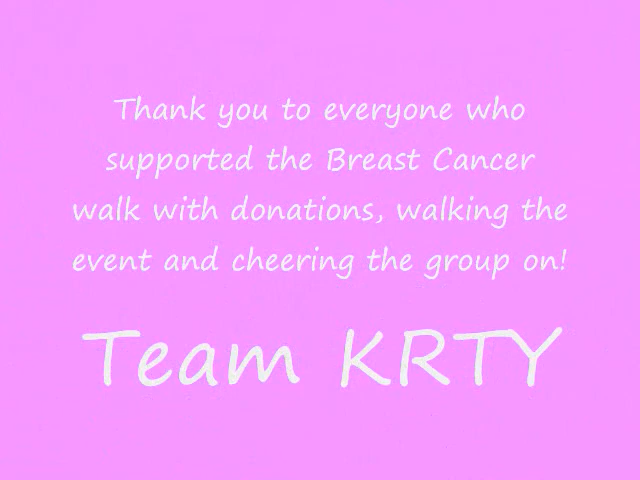 Thank you to everyone who
supported the Breast Cancer
walk with donations, walking the
event and cheering the group on!
Team KRTY